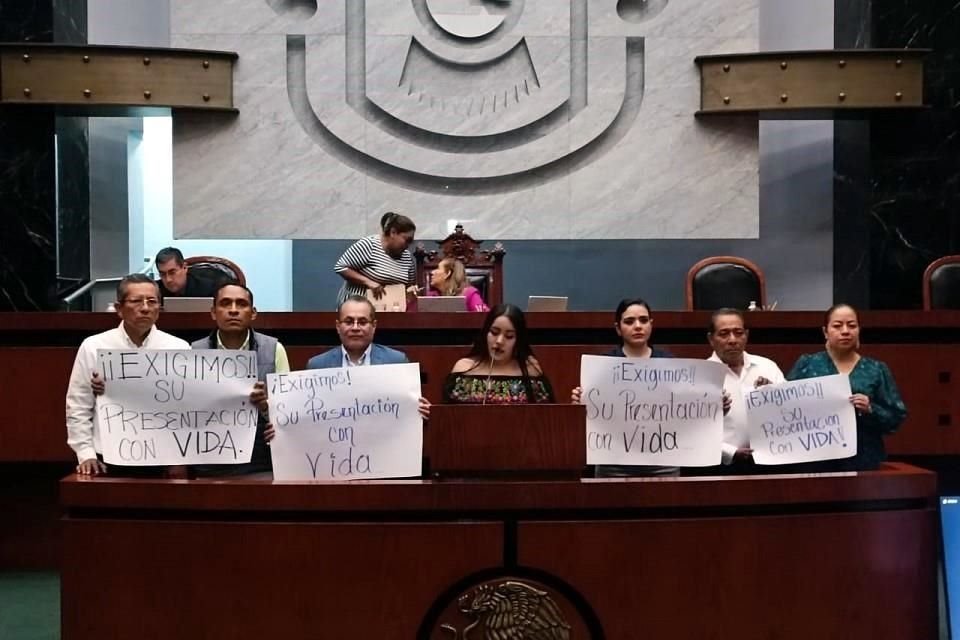 ¡¡EXIGIMOS!!
SU
PRESENTACIÓN
CON VIDA.
¡Exigimos!
Su Presentación
con
Vida...
¡¡Exigimos!!
Su Presentación
con Vida...
¡Exigimos!
Su
Presentación
Con VIDA!